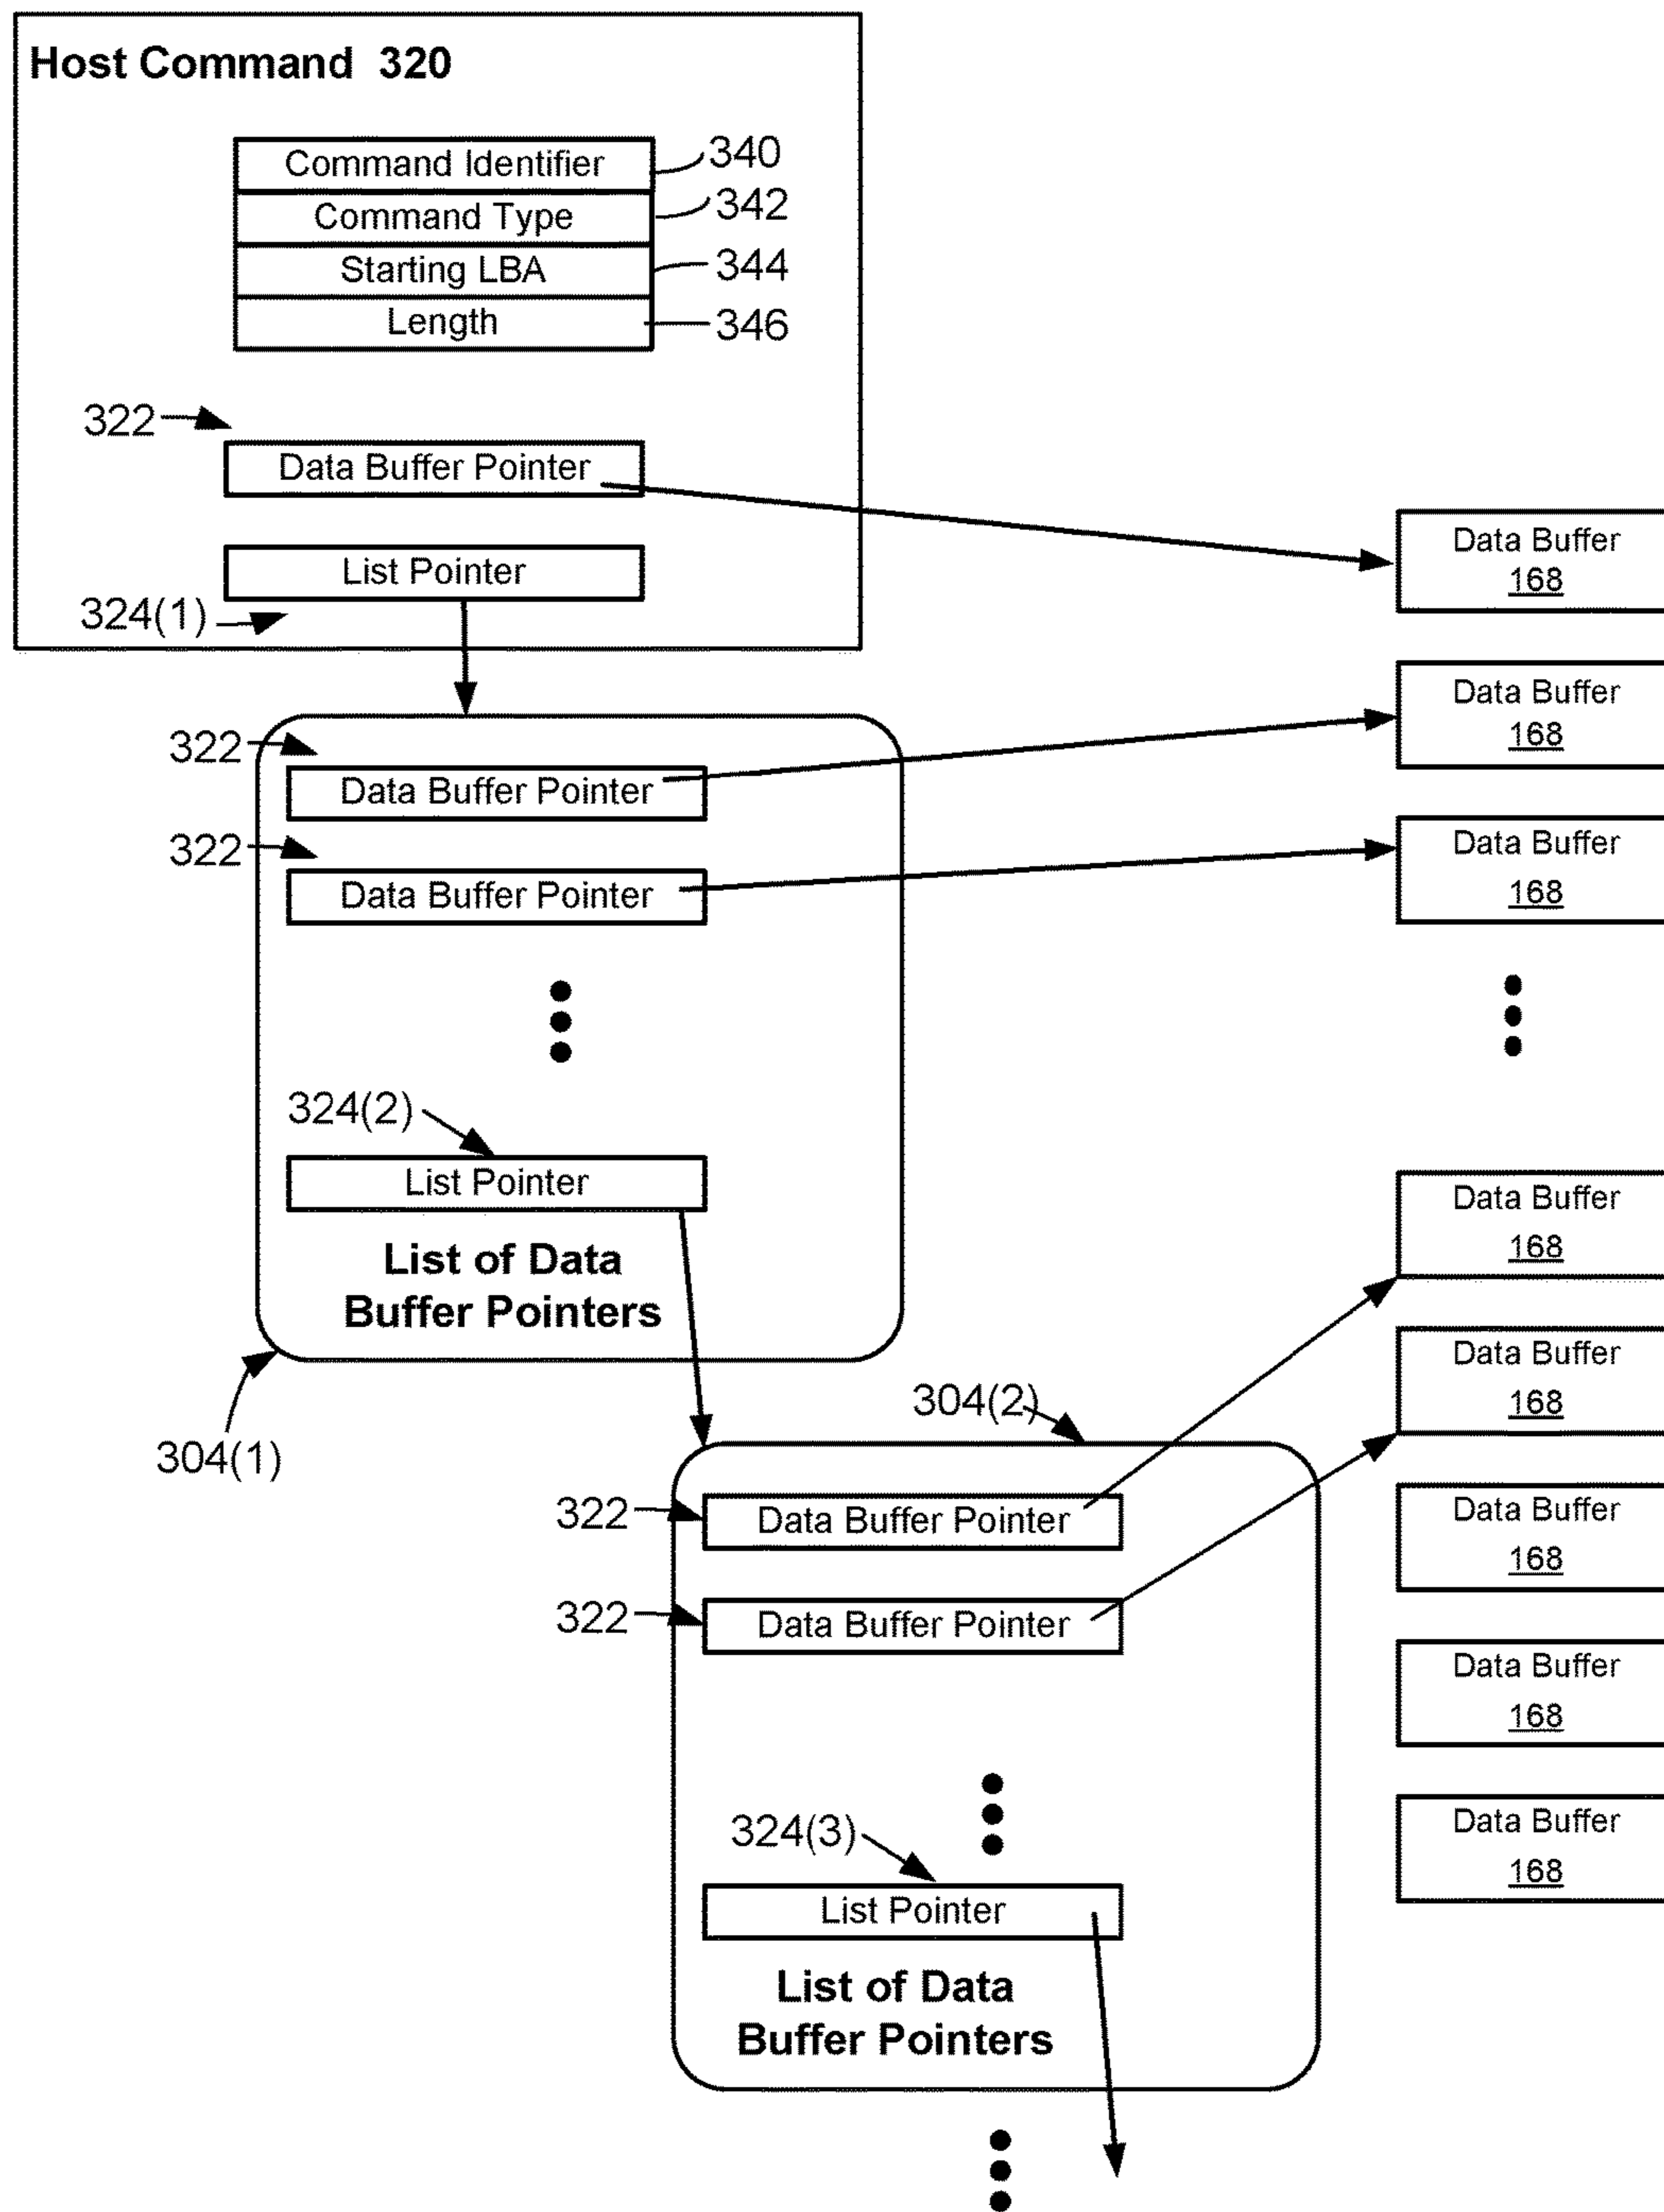 Host Command 320
Command Identifier
340
Command Type
342
Starting LBA
344
Length
346
322
Data Buffer Pointer
List Pointer
324(1)
Data Buffer
168
Data Buffer
168
Data Buffer
168
322
Data Buffer Pointer
322
Data Buffer Pointer
324(2)
List Pointer
List of Data
Buffer Pointers
304(1)
Data Buffer
168
Data Buffer
168
Data Buffer
168
Data Buffer
168
Data Buffer
168
304(2)
322
Data Buffer Pointer
322
Data Buffer Pointer
324(3)
List Pointer
List of Data
Buffer Pointers